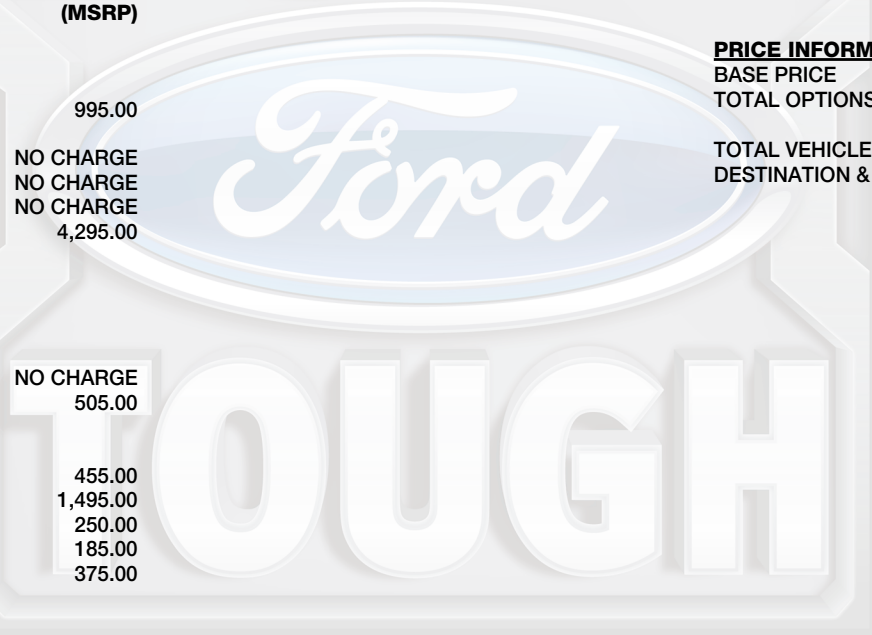 (MSRP)
995.00
NO CHARGE
NO CHARGE
NO CHARGE
4,295.00
NO CHARGE
505.00
455.00
1,495.00
250.00
185.00
375.00
PRICE INFORM
BASE PRICE
TOTAL OPTIONS
TOTAL VEHICLE
DESTINATION &
Ford
TOUGH